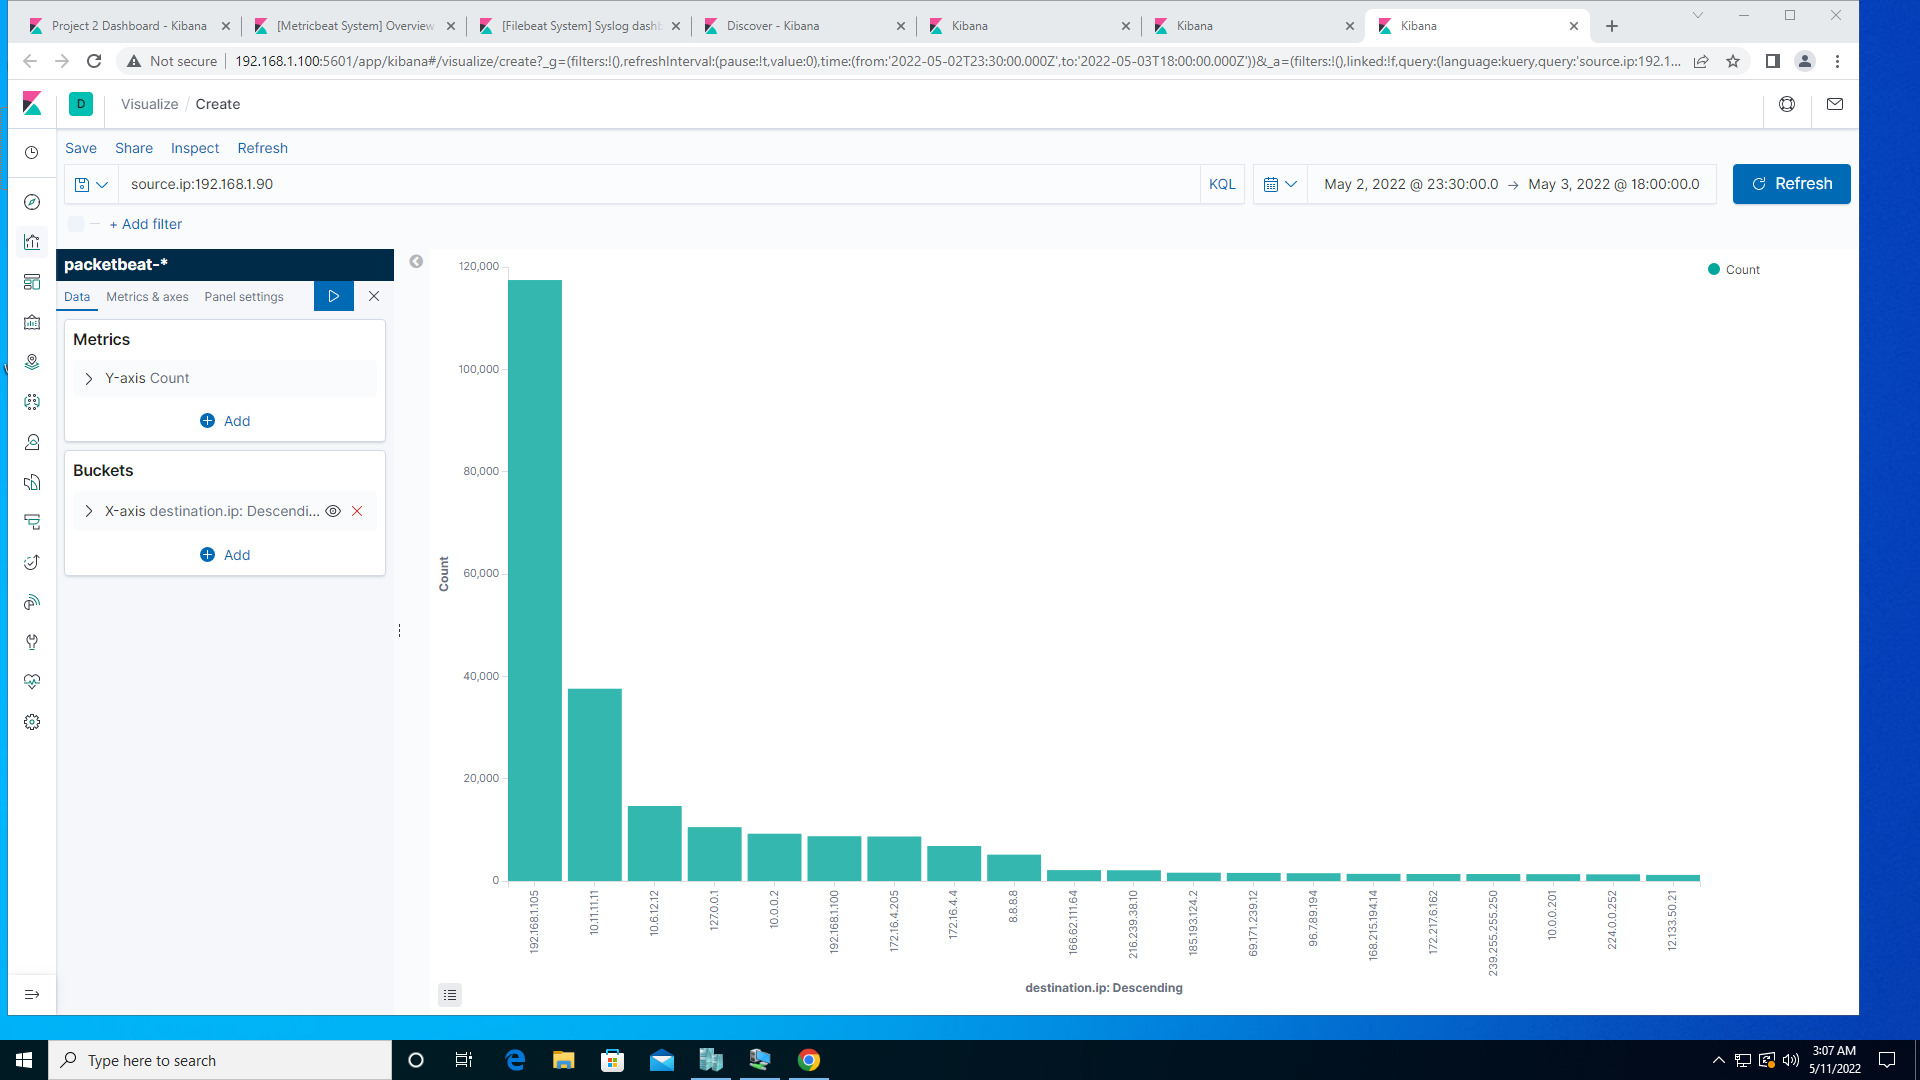 Project 2 Dashboard - Kibana
[Metricbeat System] Overview
[Filebeat System] Syslog dashb
Discover - Kibana
Kibana
Kibana
Kibana
Not secure
192.168.1.100:5601/app/kibana#/visualize/create?_g=(filters:!(),refreshInterval:(pause:!t,value:0),time:(from:'2022-05-02T23:30:00.000Z',to:'2022-05-03T18:00:00.000Z'))&_a=(filters:!(),linked:!f,query:(language:kuery,query:'source.ip:192.1...
D
Visualize / Create
Save
Share
Inspect
Refresh
source.ip:192.168.1.90
KQL
May 2, 2022 @ 23:30:00.0 → May 3, 2022 @ 18:00:00.0
Refresh
+ Add filter
packetbeat-*
Data
Metrics & axes
Panel settings
Metrics
Y-axis Count
Add
Buckets
X-axis destination.ip: Descendi...
Add
Count
120,000
100,000
80,000
60,000
40,000
20,000
0
Count
192.168.1.105
10.11.11.11
10.6.12.12
127.0.0.1
10.0.0.2
192.168.1.100
172.16.4.205
172.16.4.4
8.8.8.8
166.62.111.64
216.239.38.10
185.193.124.2
69.171.239.12
96.7.89.194
168.215.194.14
172.217.6.162
239.255.255.250
10.0.0.201
224.0.0.252
12.133.50.21
destination.ip: Descending
Type here to search
3:07 AM
5/11/2022